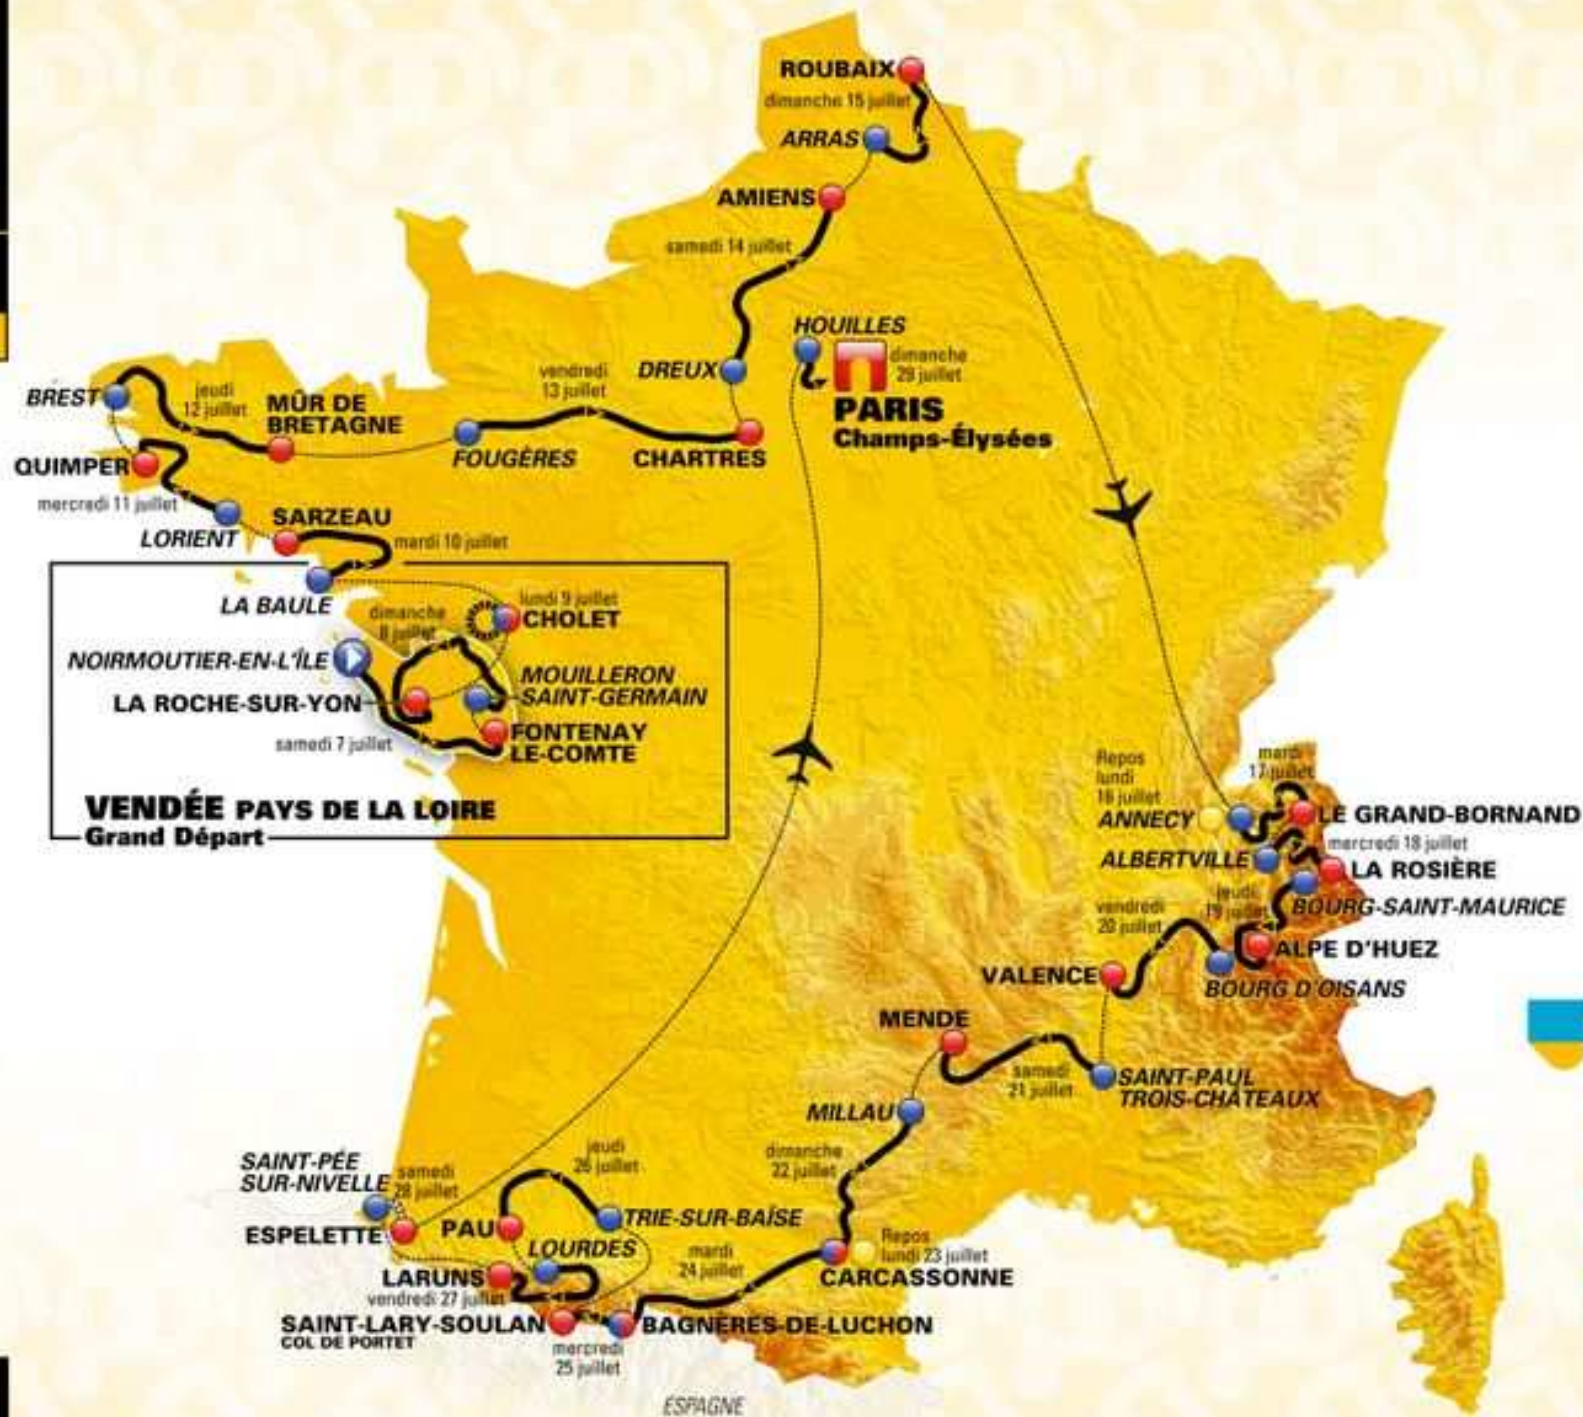 ROUBAIX
dimanche 15 juillet
ARRAS
AMIENS
samedi 14 juillet
HOUILLES
dimanche
29 juillet
PARIS
Champs-Élysées
DREUX
vendredi
13 juillet
BREST
jeudi
12 juillet
MÛR DE
BRETAGNE
FOUGÈRES
CHARTRES
QUIMPER
mercredi 11 juillet
LORIENT
SARZEAU
mardi 10 juillet
LA BAULE
lundi 9 juillet
CHOLET
dimanche
8 juillet
NOIRMOUTIER-EN-L'ÎLE
MOUILLERON
SAINT-GERMAIN
LA ROCHE-SUR-YON
FONTENAY
LE-COMTE
samedi 7 juillet
VENDÉE PAYS DE LA LOIRE
Grand Départ
Repos
lundi
16 juillet
ANNECY
mardi
17 juillet
LE GRAND-BORNAND
mercredi 18 juillet
ALBERTVILLE
LA ROSIÈRE
jeudi
19 juillet
BOURG-SAINT-MAURICE
vendredi
20 juillet
ALPE D'HUEZ
VALENCE
BOURG D'OISANS
MENDE
samedi
21 juillet
SAINT-PAUL
TROIS-CHÂTEAUX
MILLAU
dimanche
22 juillet
SAINT-PÉE
SUR-NIVELLE
samedi
28 juillet
jeudi
26 juillet
ESPELETTE
PAU
TRIE-SUR-BAÏSE
LOURDES
Repos
lundi 23 juillet
mardi
24 juillet
CARCASSONNE
LARUNS
vendredi 27 juillet
SAINT-LARY-SOULAN
COL DE PORTET
BAGNÈRES-DE-LUCHON
mercredi
25 juillet
ESPAGNE